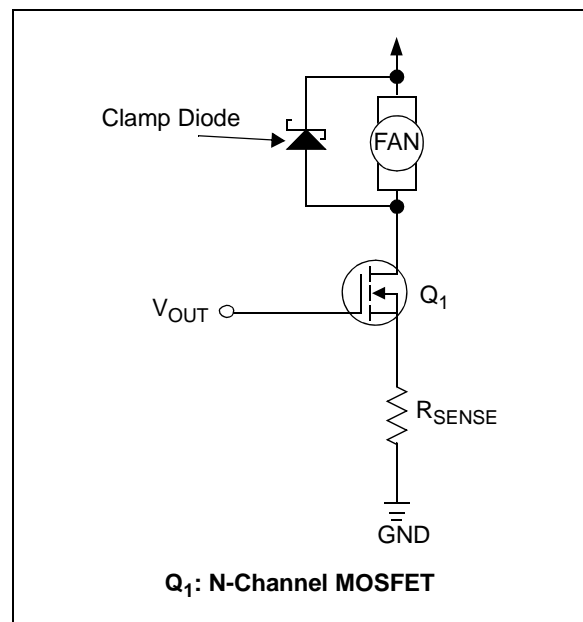 Clamp Diode
FAN
Q1
VOUT
RSENSE
GND
Q1: N-Channel MOSFET